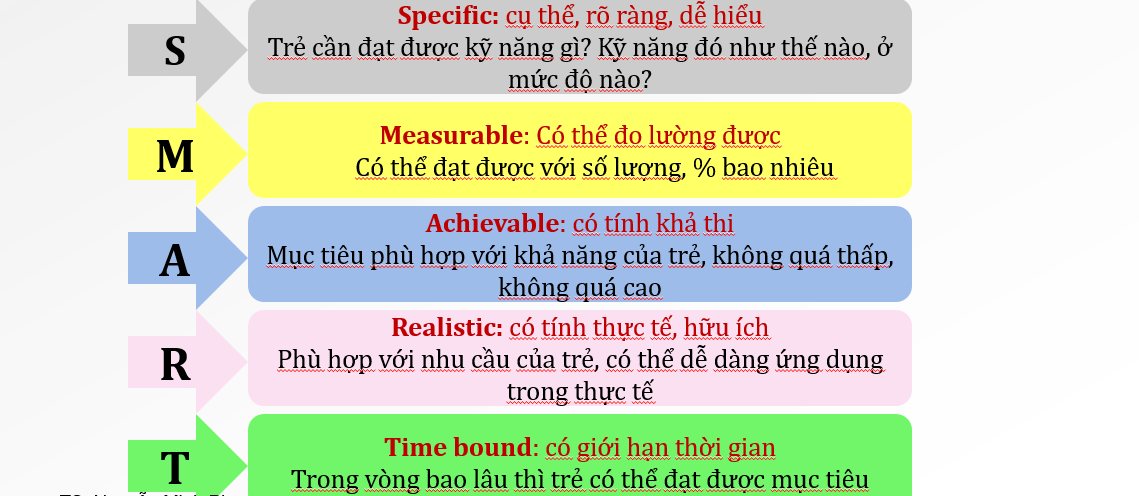 S
Specific: cụ thể, rõ ràng, dễ hiểu
Trẻ cần đạt được kỹ năng gì? Kỹ năng đó như thế nào, ở
mức độ nào?
M
Measurable: Có thể đo lường được
Có thể đạt được với số lượng, % bao nhiêu
A
Achievable: có tính khả thi
Mục tiêu phù hợp với khả năng của trẻ, không quá thấp,
không quá cao
R
Realistic: có tính thực tế, hữu ích
Phù hợp với nhu cầu của trẻ, có thể dễ dàng ứng dụng
trong thực tế
T
Time bound: có giới hạn thời gian
Trong vòng bao lâu thì trẻ có thể đạt được mục tiêu